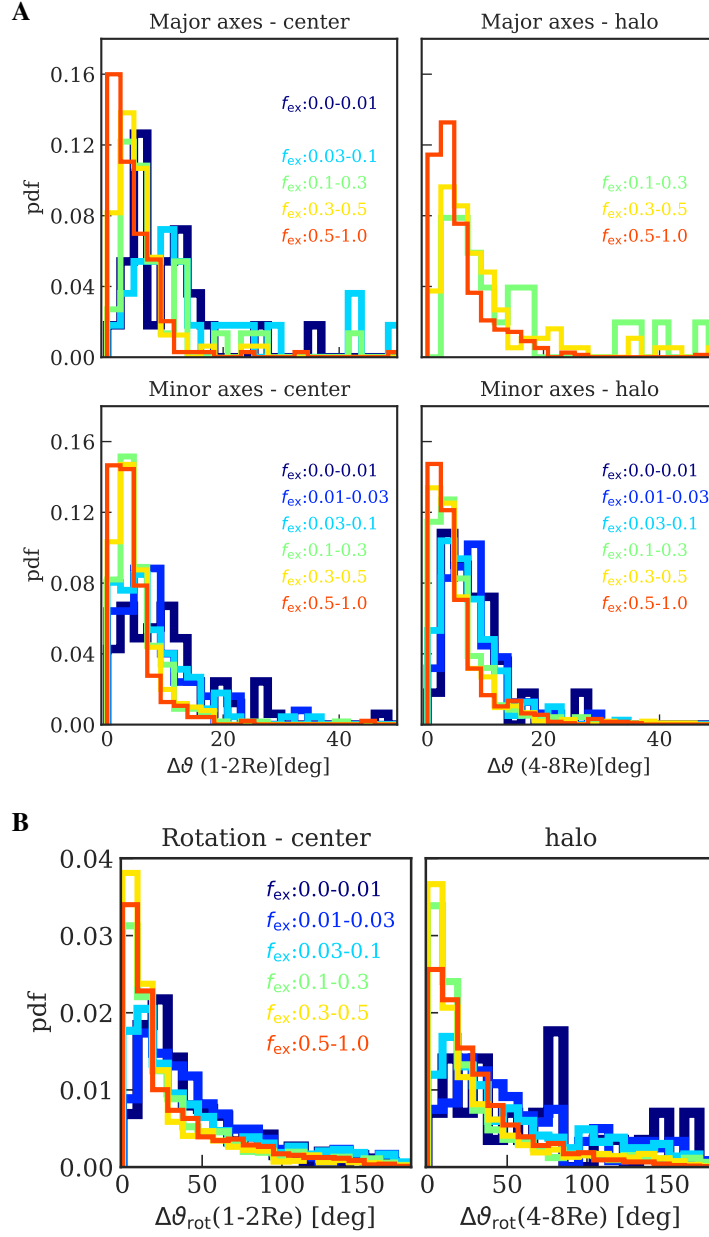 A
Major axes - center
Major axes - halo
0.16
0.12
0.08
0.04
0.00
pdf
fex:0.0-0.01
fex:0.03-0.1
fex:0.1-0.3
fex:0.3-0.5
fex:0.5-1.0
fex:0.1-0.3
fex:0.3-0.5
fex:0.5-1.0
Minor axes - center
Minor axes - halo
0.16
0.12
0.08
0.04
0.00
pdf
fex:0.0-0.01
fex:0.01-0.03
fex:0.03-0.1
fex:0.1-0.3
fex:0.3-0.5
fex:0.5-1.0
fex:0.0-0.01
fex:0.01-0.03
fex:0.03-0.1
fex:0.1-0.3
fex:0.3-0.5
fex:0.5-1.0
0 20 40
0 20 40
Δϑ (1-2Re)[deg]
Δϑ (4-8Re)[deg]
B
Rotation - center
halo
0.04
0.03
0.02
0.01
0.00
pdf
fex:0.0-0.01
fex:0.01-0.03
fex:0.03-0.1
fex:0.1-0.3
fex:0.3-0.5
fex:0.5-1.0
0 50 100 150
0 50 100 150
Δϑrot(1-2Re) [deg]
Δϑrot(4-8Re) [deg]